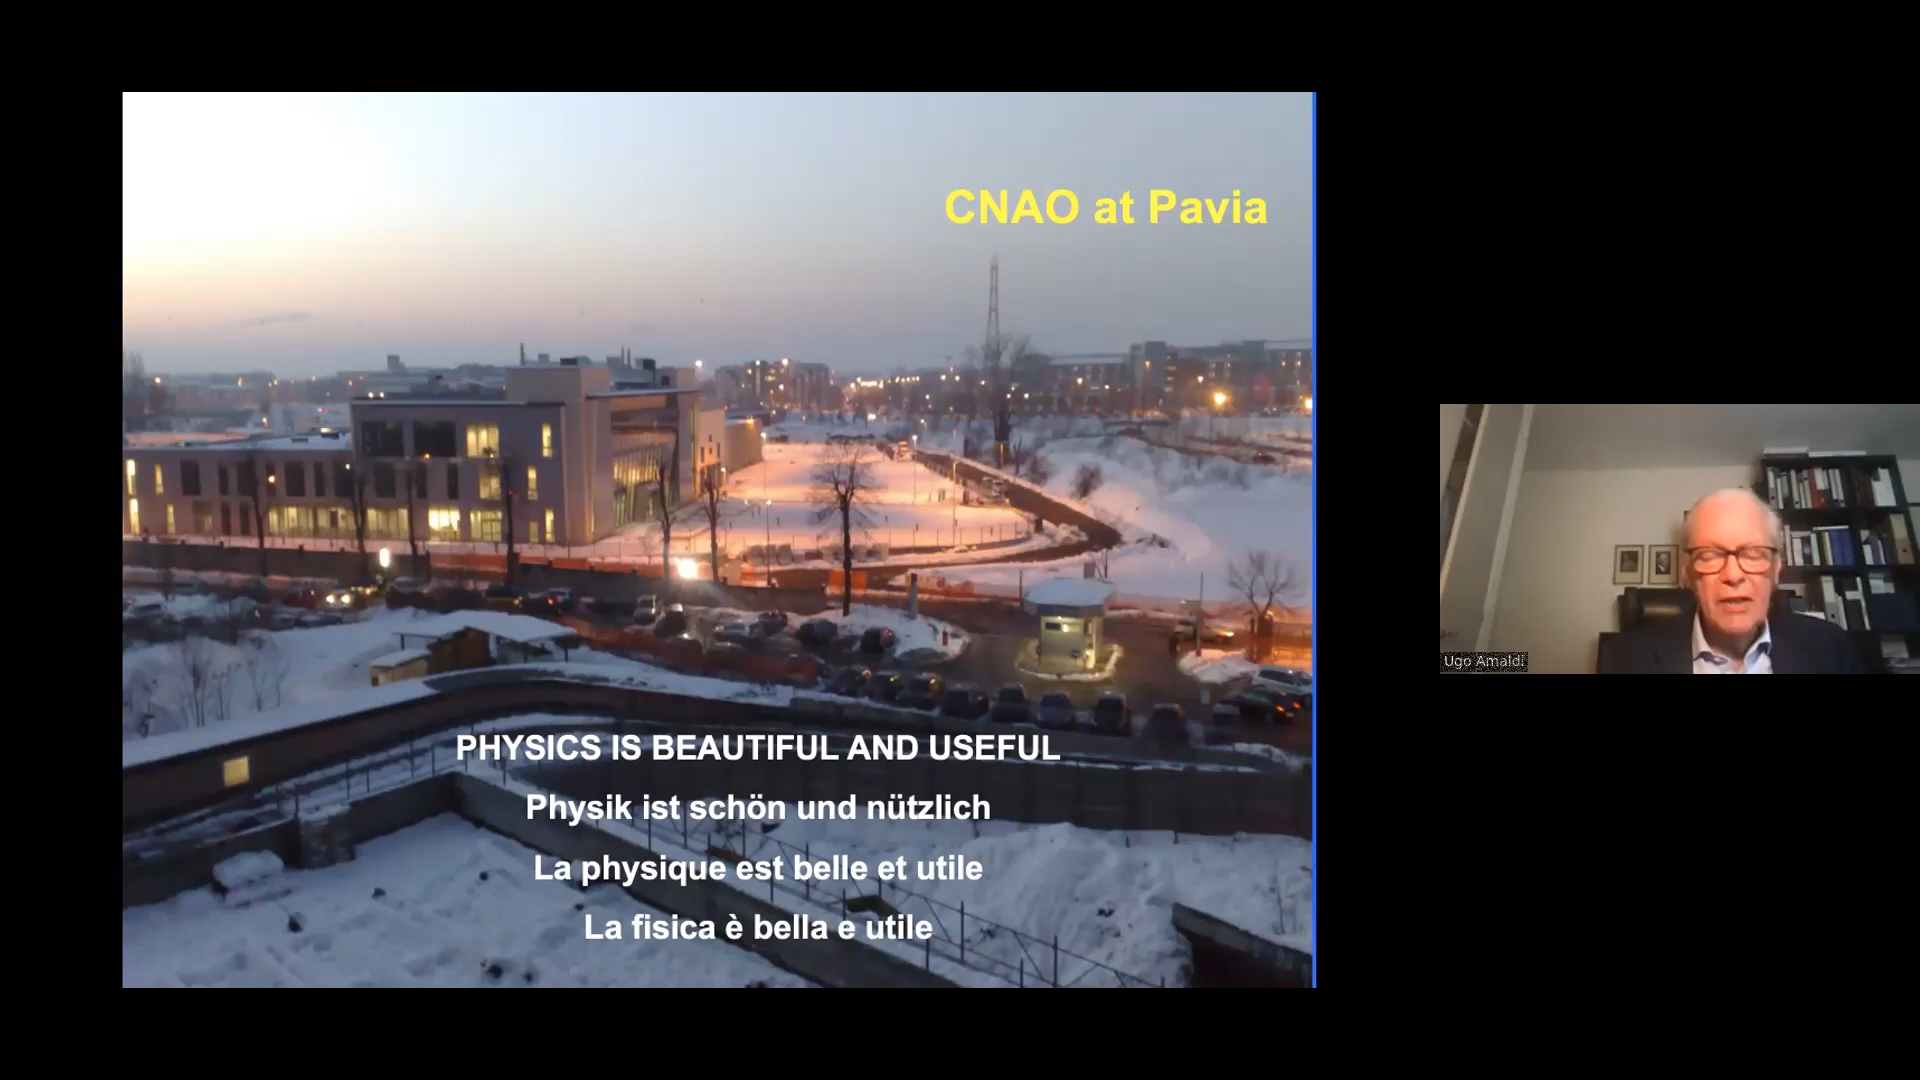 CNAO at Pavia
PHYSICS IS BEAUTIFUL AND USEFUL
Physik ist schön und nützlich
La physique est belle et utile
La fisica è bella e utile
Ugo Amaldi